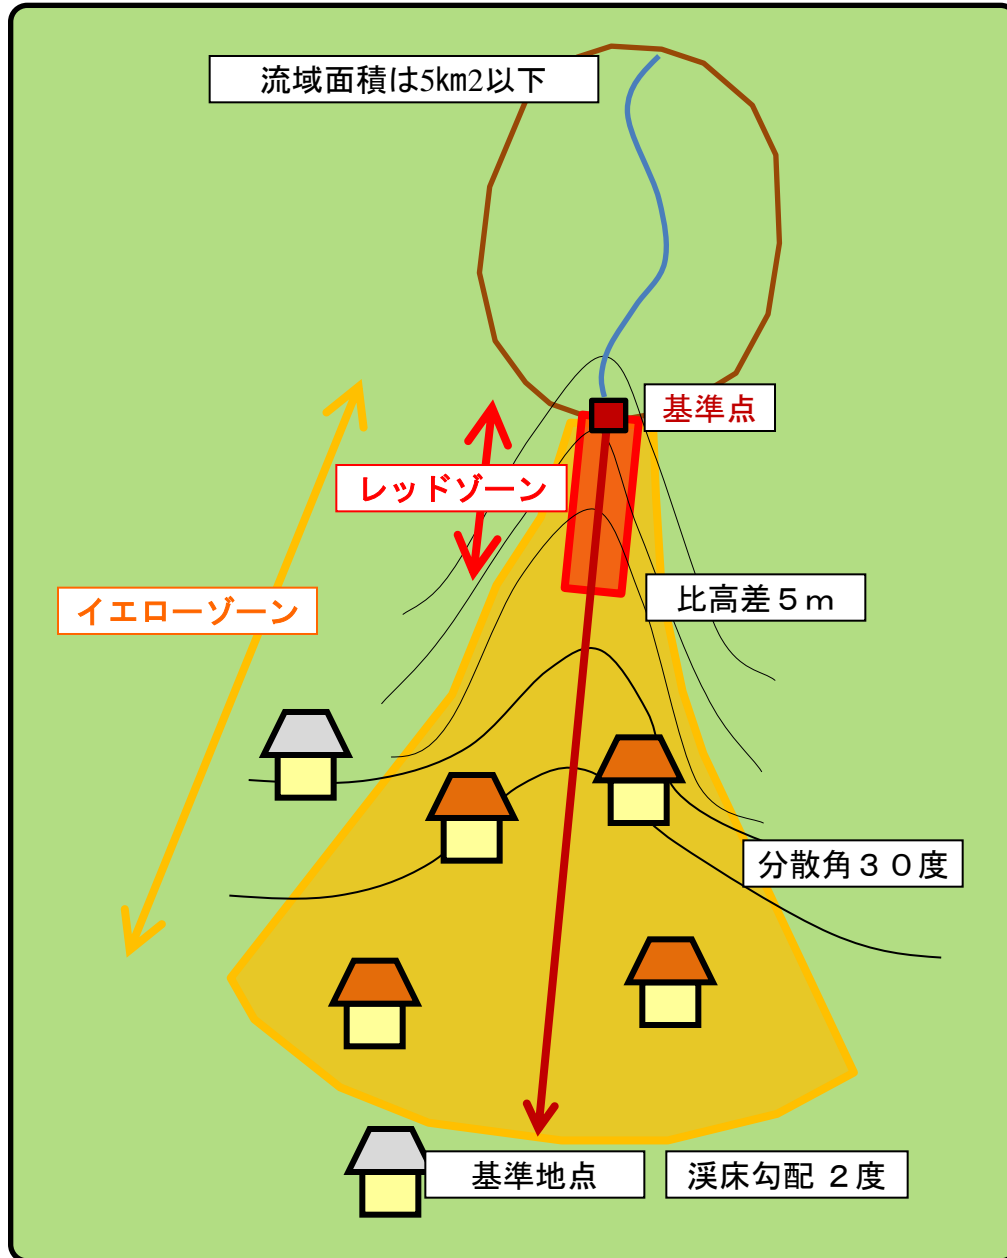 流域面積は5km2以下
基準点
レッドゾーン
比高差５ｍ
イエローゾーン
分散角３０度
基準地点
渓床勾配 ２度